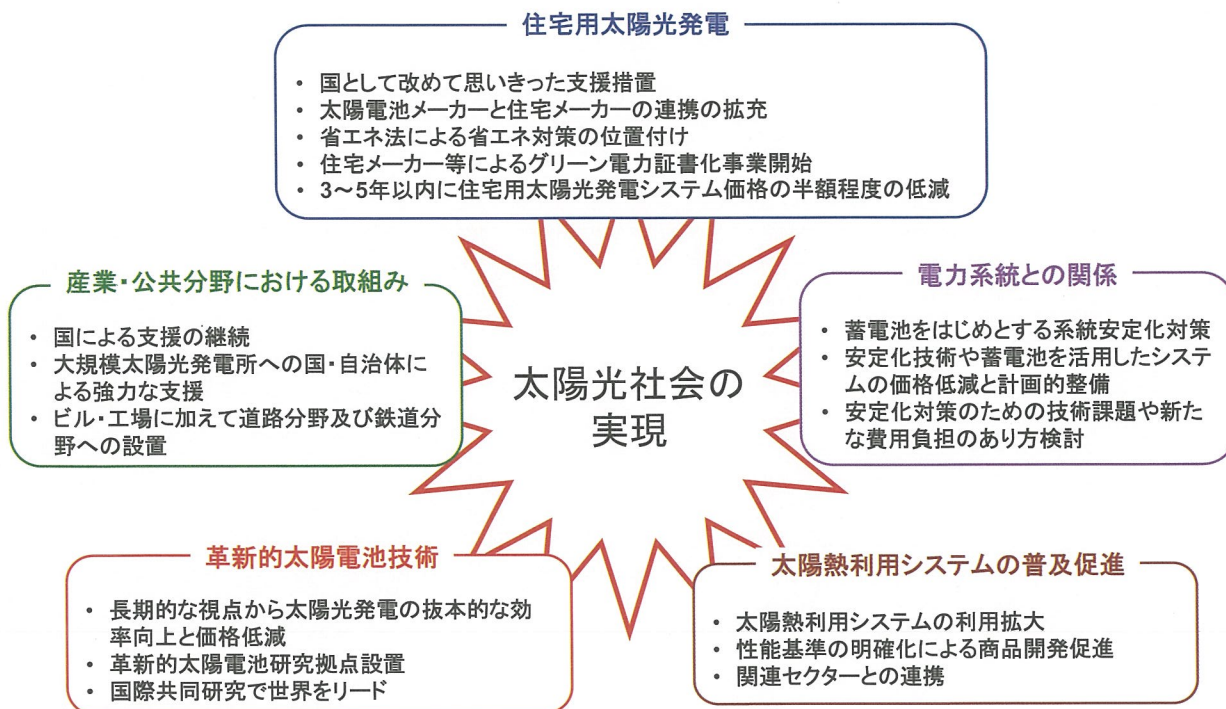 住宅用太陽光発電
・ 国として改めて思いきった支援措置
・ 太陽電池メーカーと住宅メーカーの連携の拡充
・ 省エネ法による省エネ対策の位置付け
・ 住宅メーカー等によるグリーン電力証書化事業開始
・ 3～5年以内に住宅用太陽光発電システム価格の半額程度の低減
産業・公共分野における取組み
・ 国による支援の継続
・ 大規模太陽光発電所への国・自治体に
よる強力な支援
・ ビル・工場に加えて道路分野及び鉄道分
野への設置
太陽光社会の
実現
電力系統との関係
・ 蓄電池をはじめとする系統安定化対策
・ 安定化技術や蓄電池を活用したシステ
ムの価格低減と計画的整備
・ 安定化対策のための技術課題や新た
な費用負担のあり方検討
革新的太陽電池技術
・ 長期的な視点から太陽光発電の抜本的な効
率向上と価格低減
・ 革新的太陽電池研究拠点設置
・ 国際共同研究で世界をリード
太陽熱利用システムの普及促進
・ 太陽熱利用システムの利用拡大
・ 性能基準の明確化による商品開発促進
・ 関連セクターとの連携